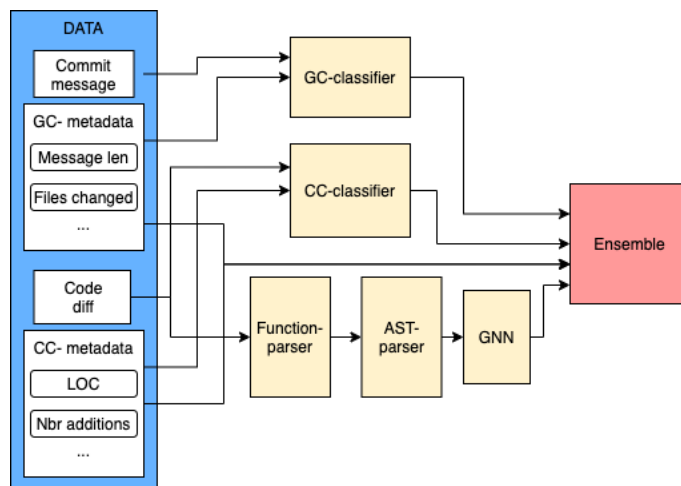 DATA
Commit
message
GC- metadata
Message len
Files changed
...
Code
diff
CC- metadata
LOC
Nbr additions
...
GC-classifier
CC-classifier
Function-
parser
AST-
parser
GNN
Ensemble